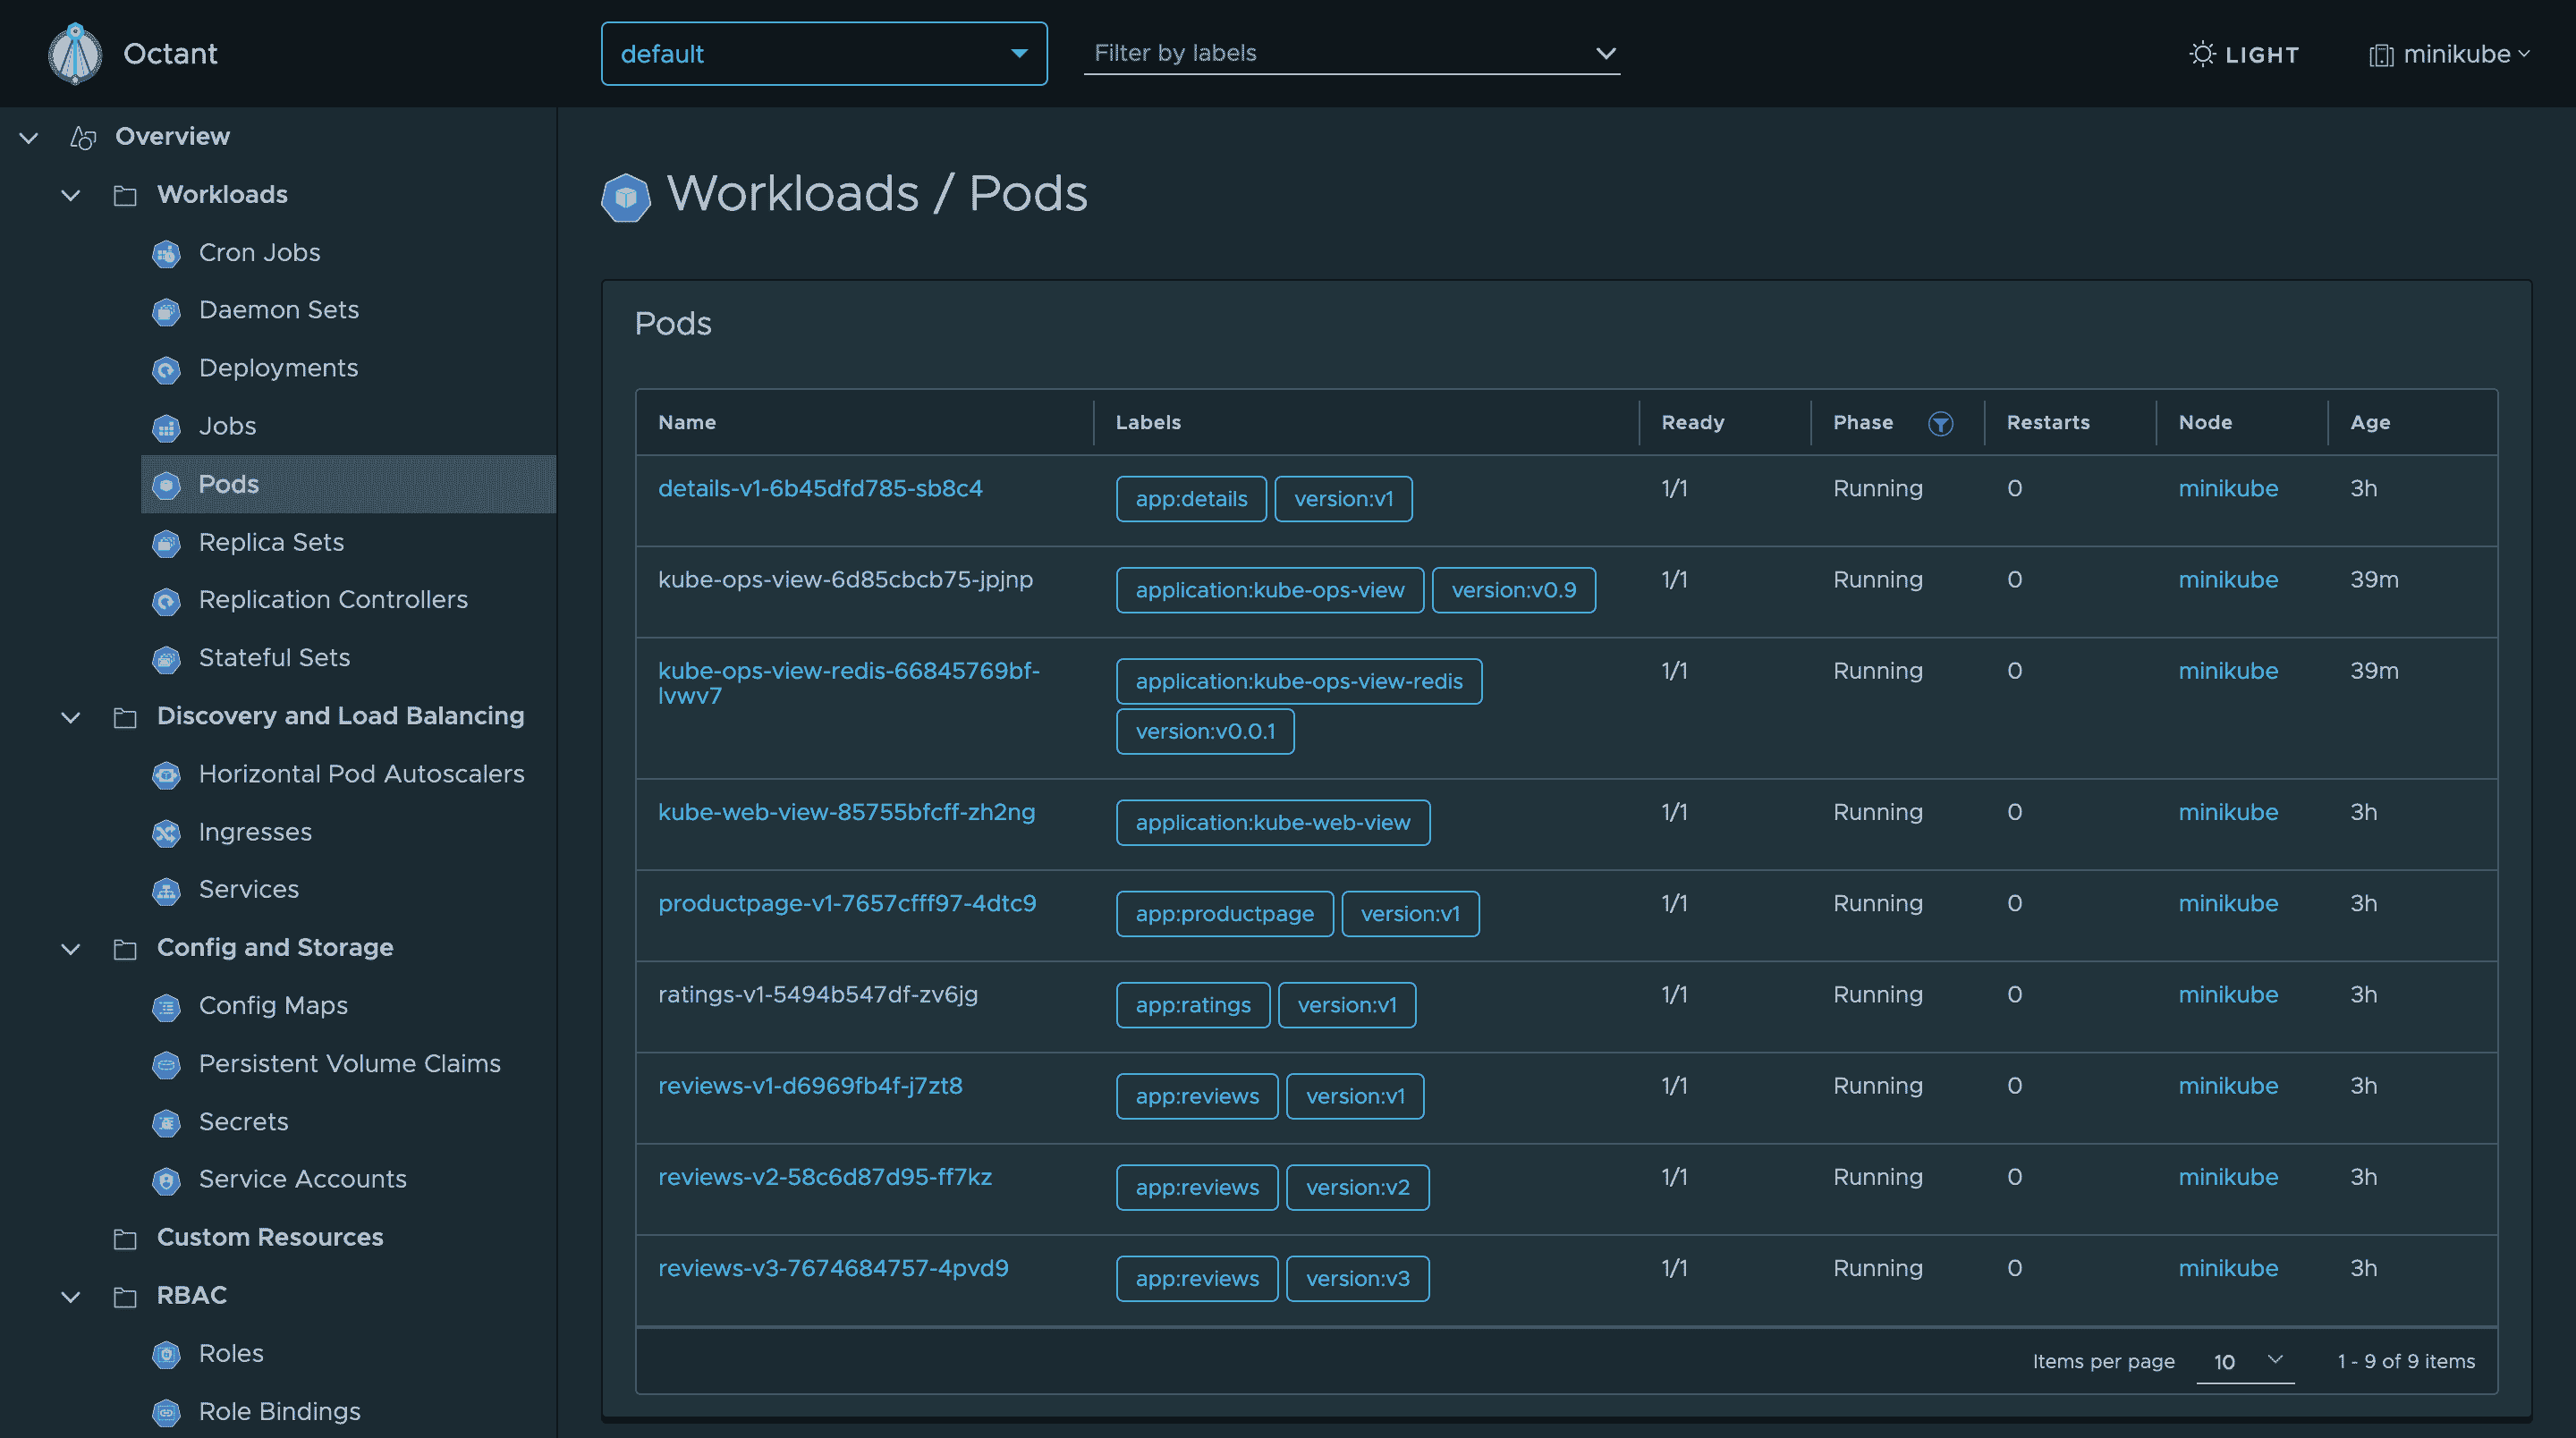 Octant
default
Filter by labels
LIGHT
minikube
Overview
Workloads
Cron Jobs
Daemon Sets
Deployments
Jobs
Pods
Replica Sets
Replication Controllers
Stateful Sets
Discovery and Load Balancing
Horizontal Pod Autoscalers
Ingresses
Services
Config and Storage
Config Maps
Persistent Volume Claims
Secrets
Service Accounts
Custom Resources
RBAC
Roles
Role Bindings
Workloads / Pods
Pods
Name Labels Ready Phase Restarts Node Age
details-v1-6b45dfd785-sb8c4 app:details version:v1 1/1 Running 0 minikube 3h
kube-ops-view-6d85cbcb75-jpjnp application:kube-ops-view version:v0.9 1/1 Running 0 minikube 39m
kube-ops-view-redis-66845769bf- application:kube-ops-view-redis 1/1 Running 0 minikube 39m
lvwv7 version:v0.0.1
kube-web-view-85755bfcff-zh2ng application:kube-web-view 1/1 Running 0 minikube 3h
productpage-v1-7657cfff97-4dtc9 app:productpage version:v1 1/1 Running 0 minikube 3h
ratings-v1-5494b547df-zv6jg app:ratings version:v1 1/1 Running 0 minikube 3h
reviews-v1-d6969fb4f-j7zt8 app:reviews version:v1 1/1 Running 0 minikube 3h
reviews-v2-58c6d87d95-ff7kz app:reviews version:v2 1/1 Running 0 minikube 3h
reviews-v3-7674684757-4pvd9 app:reviews version:v3 1/1 Running 0 minikube 3h
Items per page 10 1 - 9 of 9 items